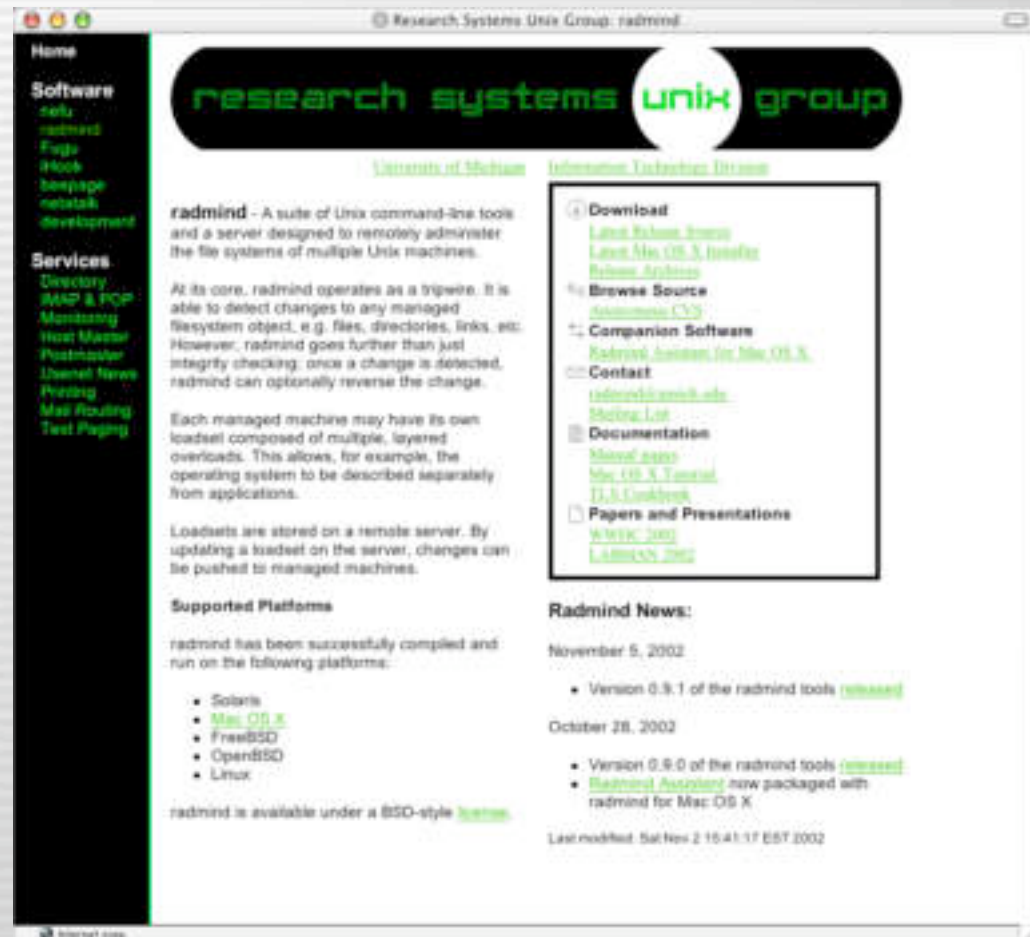 Research Systems Unix Group: radmind
Home
Software
nefu
radmind
Fugu
iHook
beepage
netatalk
development
Services
Directory
IMAP & POP
Monitoring
Host Master
Postmaster
Usenet News
Printing
Mail Routing
Text Paging
research systems unix group
University of Michigan
Information Technology Division
radmind - A suite of Unix command-line tools
and a server designed to remotely administer
the file systems of multiple Unix machines.
At its core, radmind operates as a tripwire. It is
able to detect changes to any managed
filesystem object, e.g. files, directories, links, etc.
However, radmind goes further than just
integrity checking: once a change is detected,
radmind can optionally reverse the change.
Each managed machine may have its own
loadset composed of multiple, layered
overloads. This allows, for example, the
operating system to be described separately
from applications.
Loadsets are stored on a remote server. By
updating a loadset on the server, changes can
be pushed to managed machines.
Supported Platforms
radmind has been successfully compiled and
run on the following platforms:
• Solaris
• Mac OS X
• FreeBSD
• OpenBSD
• Linux
radmind is available under a BSD-style license.
Download
Latest Release Source
Latest Mac OS X Installer
Release Archives
Browse Source
Anonymous CVS
Companion Software
Radmind Assistant for Mac OS X
Contact
radmind@umich.edu
Mailing List
Documentation
Manual pages
Mac OS X Tutorial
TLS Cookbook
Papers and Presentations
WWDC 2002
LABMAN 2002
Radmind News:
November 5, 2002
• Version 0.9.1 of the radmind tools released
October 28, 2002
• Version 0.9.0 of the radmind tools released
• Radmind Assistant now packaged with
radmind for Mac OS X
Last modified: Sat Nov 2 15:41:17 EST 2002
Internet zone